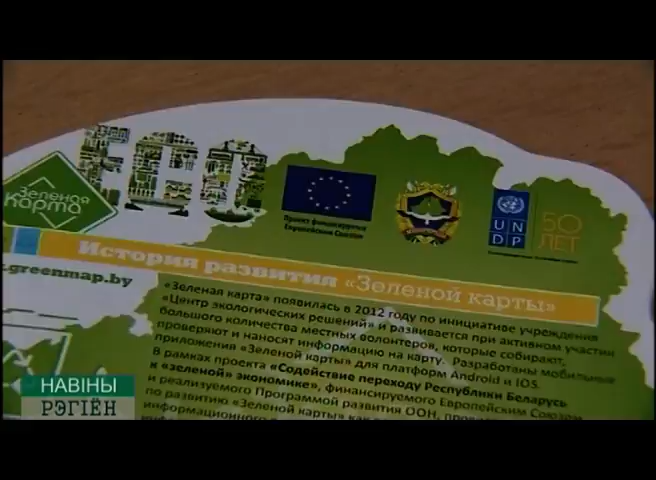 ECO
Зеленая
карта
Проект финансируется
Европейским Союзом
UN
DP
50
ЛЕТ
История развития «Зеленой карты»
.greenmap.by
«Зеленая карта» появилась в 2012 году по инициативе учреждения
«Центр экологических решений» и развивается при активном участии
большого количества местных волонтеров, которые собирают,
проверяют и наносят информацию на карту. Разработаны мобильные
приложения «Зеленой карты» для платформ Android и IOS.
В рамках проекта «Содействие переходу Республики Беларусь
к «зеленой» экономике», финансируемого Европейским Союзом
и реализуемого Программой развития ООН,
по развитию «Зеленой карты»
информационного
НАВІНЫ
РЭГІЁН